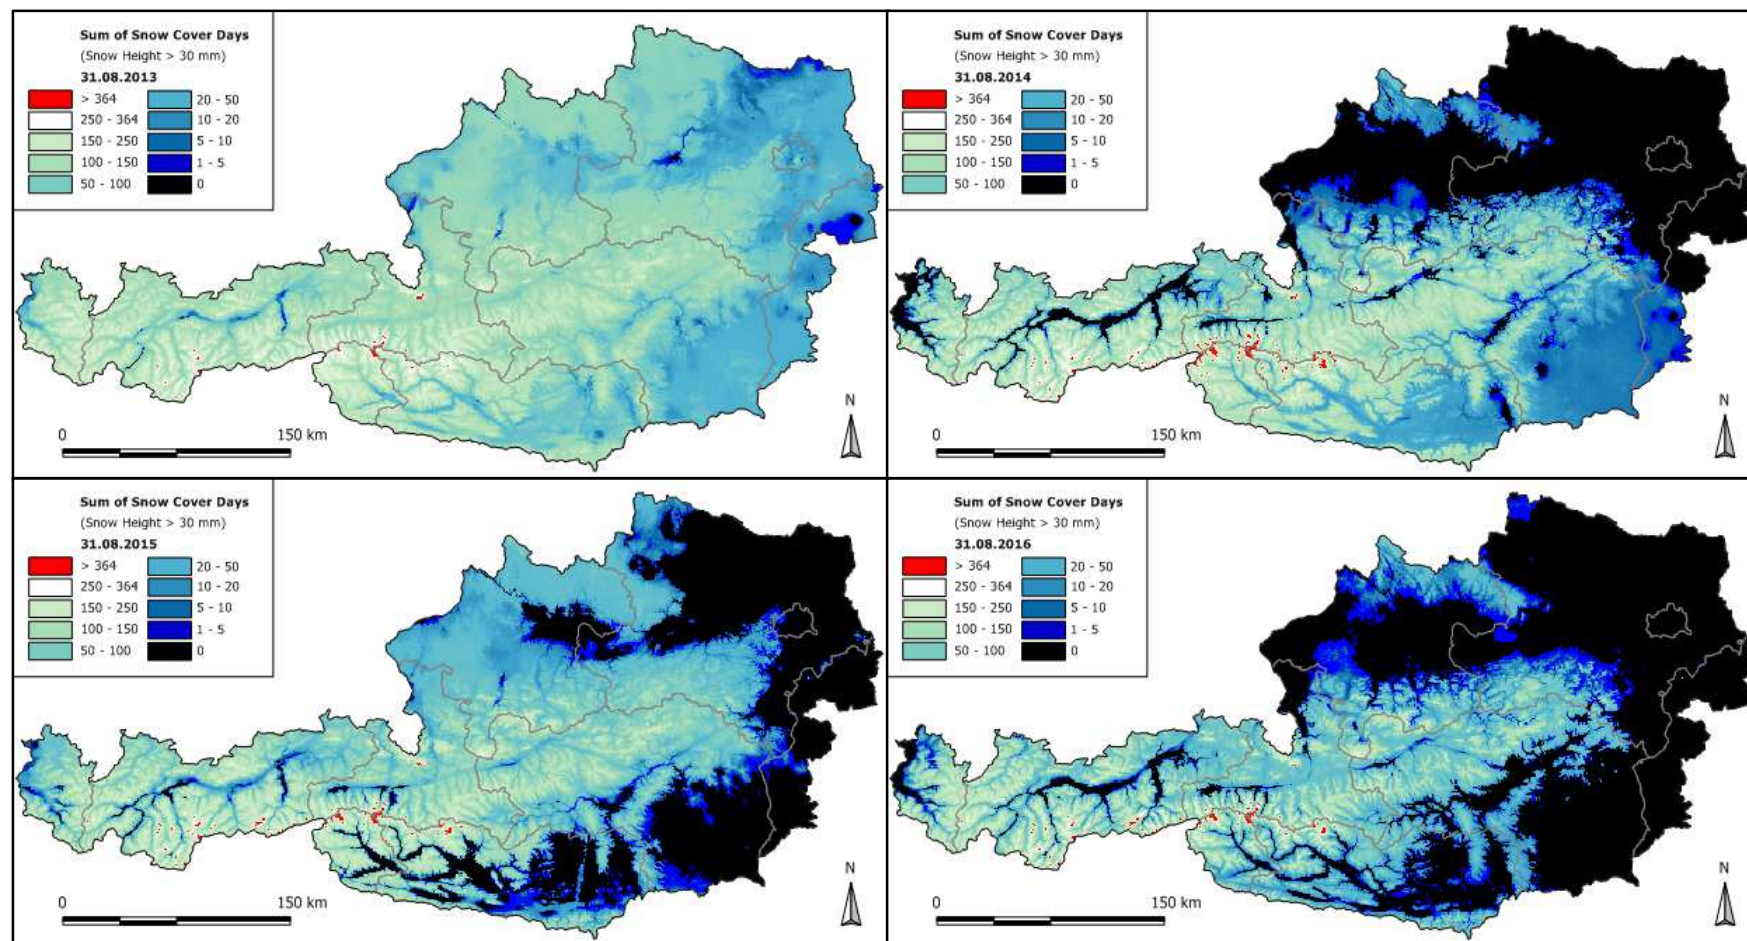 Sum of Snow Cover Days
(Snow Height > 30 mm)
31.08.2013
> 364 20 - 50
250 - 364 10 - 20
150 - 250 5 - 10
100 - 150 1 - 5
50 - 100 0
N
0 150 km
Sum of Snow Cover Days
(Snow Height > 30 mm)
31.08.2014
> 364 20 - 50
250 - 364 10 - 20
150 - 250 5 - 10
100 - 150 1 - 5
50 - 100 0
N
0 150 km
Sum of Snow Cover Days
(Snow Height > 30 mm)
31.08.2015
> 364 20 - 50
250 - 364 10 - 20
150 - 250 5 - 10
100 - 150 1 - 5
50 - 100 0
N
0 150 km
Sum of Snow Cover Days
(Snow Height > 30 mm)
31.08.2016
> 364 20 - 50
250 - 364 10 - 20
150 - 250 5 - 10
100 - 150 1 - 5
50 - 100 0
N
0 150 km